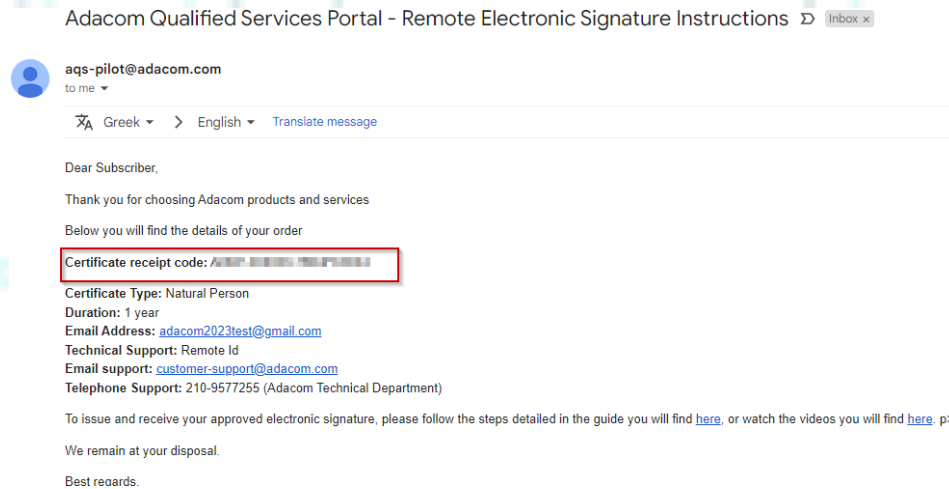 Adacom Qualified Services Portal - Remote Electronic Signature Instructions Inbox ×
aqs-pilot@adacom.com
to me
Greek English Translate message
Dear Subscriber,
Thank you for choosing Adacom products and services
Below you will find the details of your order
Certificate receipt code:
Certificate Type: Natural Person
Duration: 1 year
Email Address: adacom2023test@gmail.com
Technical Support: Remote Id
Email support: customer-support@adacom.com
Telephone Support: 210-9577255 (Adacom Technical Department)
To issue and receive your approved electronic signature, please follow the steps detailed in the guide you will find here, or watch the videos you will find here.
We remain at your disposal.
Best regards,